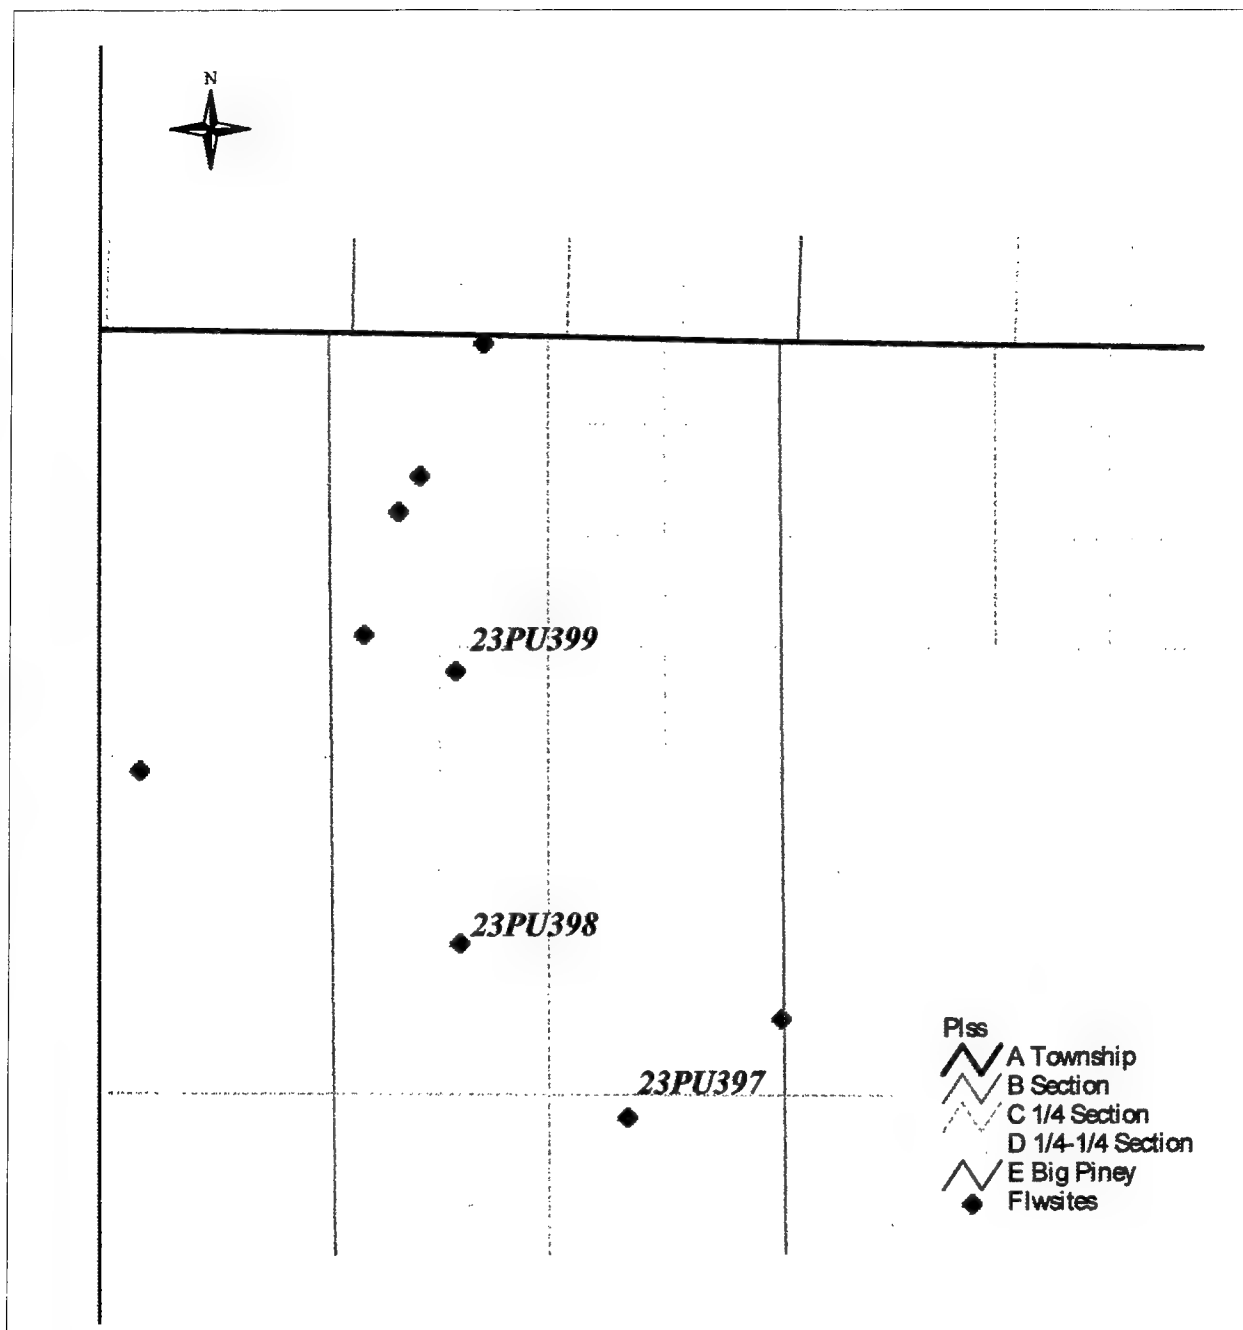 N
23PU399
23PU398
23PU397
Plss
A Township
B Section
C 1/4 Section
D 1/4-1/4 Section
E Big Piney
Flwsites